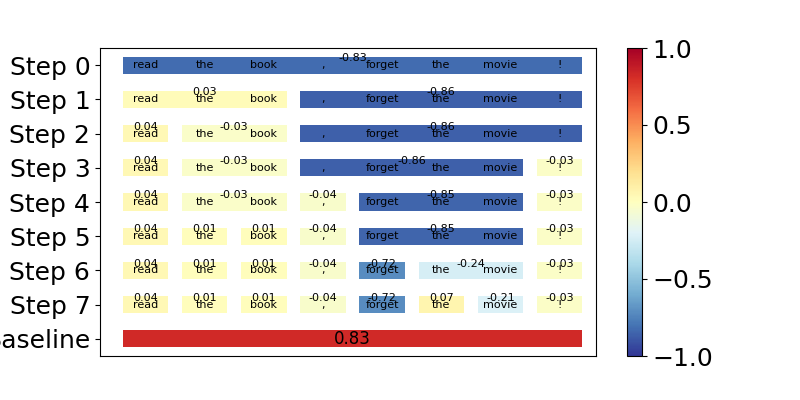 Step 0 read the book , -0.83 forget the movie ! 1.0
Step 1 0.03 read the book -0.86 , forget the movie !
Step 2 0.04 read -0.03 the book -0.86 , forget the movie ! 0.5
Step 3 0.04 read -0.03 the book -0.86 , forget the movie -0.03 !
Step 4 0.04 read -0.03 the book -0.04 , -0.85 forget the movie -0.03 ! 0.0
Step 5 0.04 read 0.01 the 0.01 book -0.04 , -0.85 forget the movie -0.03 !
Step 6 0.04 read 0.01 the 0.01 book -0.04 , -0.72 forget -0.24 the movie -0.03 ! −0.5
Step 7 0.04 read 0.01 the 0.01 book -0.04 , -0.72 forget 0.07 the -0.21 movie -0.03 !
aseline 0.83 −1.0